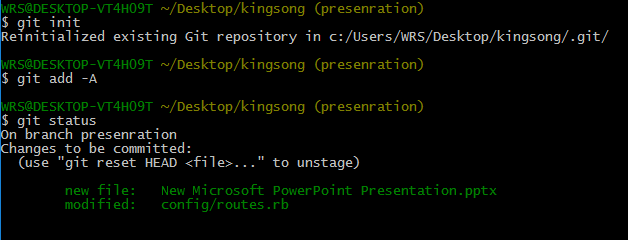 WRS@DESKTOP-VT4H09T ~/Desktop/kingsong (presenration)
$ git init
Reinitialized existing Git repository in c:/Users/WRS/Desktop/kingsong/.git/
WRS@DESKTOP-VT4H09T ~/Desktop/kingsong (presenration)
$ git add -A
WRS@DESKTOP-VT4H09T ~/Desktop/kingsong (presenration)
$ git status
On branch presenration
Changes to be committed:
  (use "git reset HEAD <file>..." to unstage)
        new file:   New Microsoft PowerPoint Presentation.pptx
        modified:   config/routes.rb